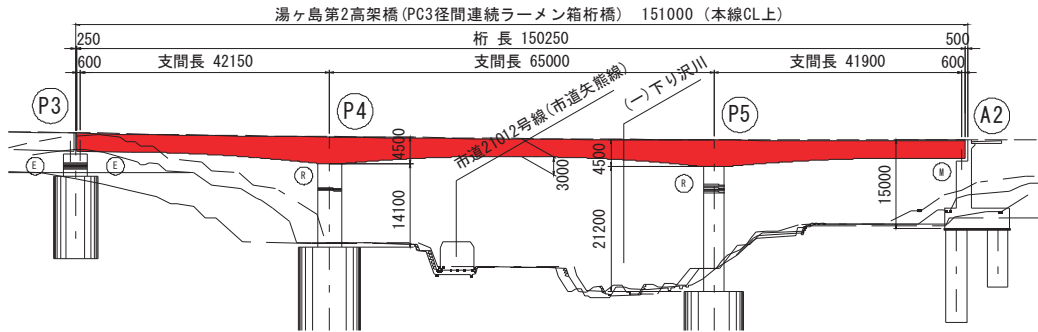 湯ヶ島第2高架橋(PC3径間連続ラーメン箱桁橋) 151000 (本線CL上)
250 桁長 150250 500
600 支間長 42150 支間長 65000 支間長 41900 600
P3
P4
P5
A2
市道21012号線(市道矢熊線)
(一)下り沢川
4500
3000
4500
E
E
R
R
M
14100
21200
15000